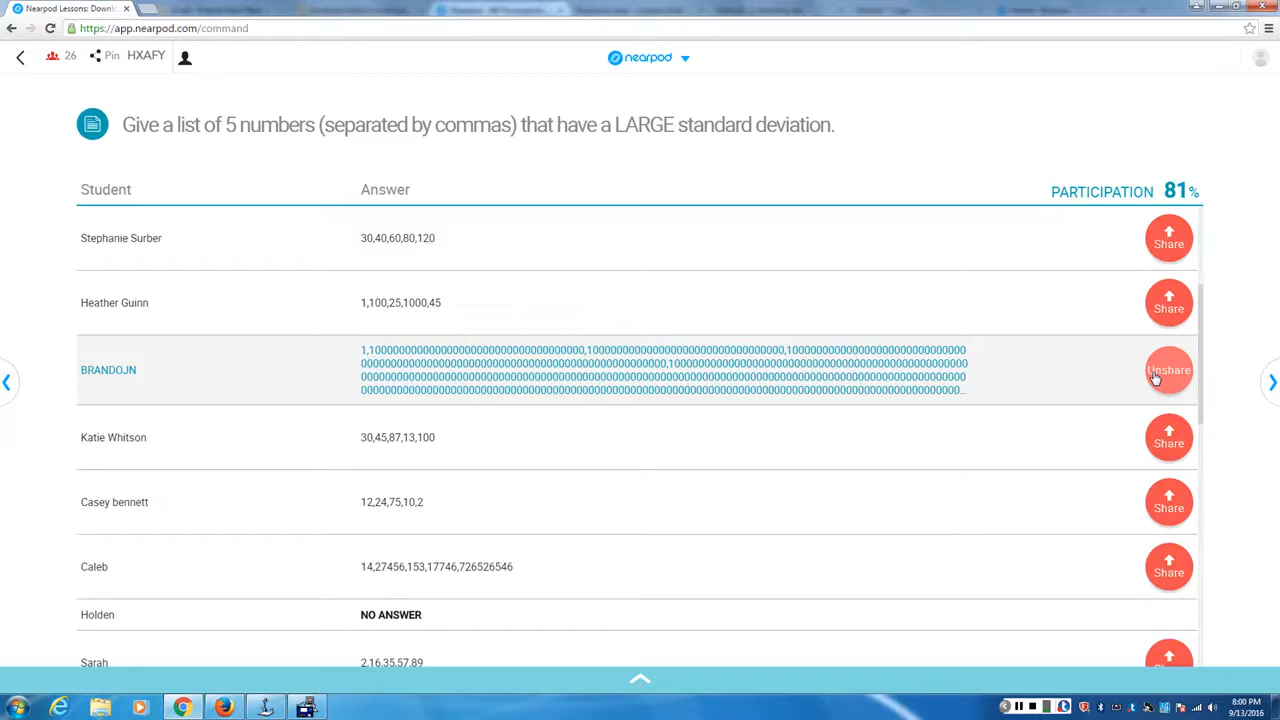 Nearpod Lessons: Downl
https://app.nearpod.com/command
26 Pin HXAFY
nearpod
Give a list of 5 numbers (separated by commas) that have a LARGE standard deviation.
Student Answer PARTICIPATION 81%
Stephanie Surber 30,40,60,80,120 Share
Heather Guinn 1,100,25,1000,45 Share
BRANDOJN Unshare
Katie Whitson 30,45,87,13,100 Share
Casey bennett 12,24,75,10,2 Share
Caleb 14,27456,153,17746,726526546 Share
Holden NO ANSWER
Sarah 2,16,35,57,89
8:00 PM
9/13/2016